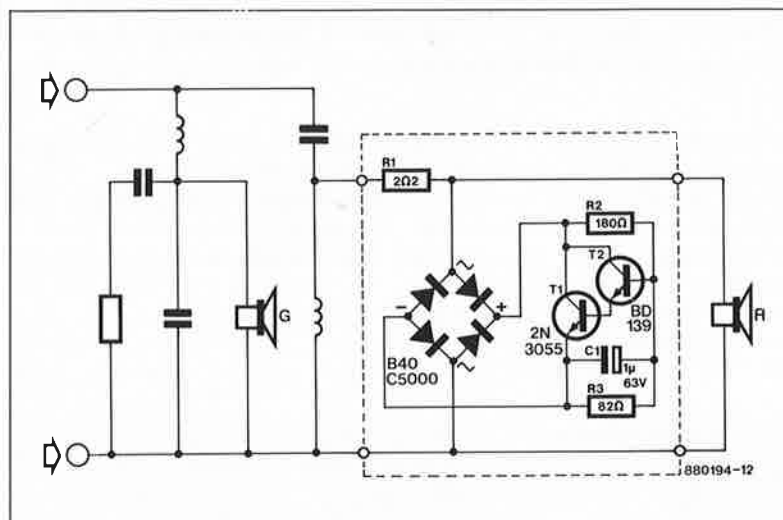 R1
2Ω2
R2
180Ω
T2
T1
BD
139
2N
3055
C1
1µ
63V
R3
82Ω
G
R
−
+
~
~
B40
C5000
880194-12